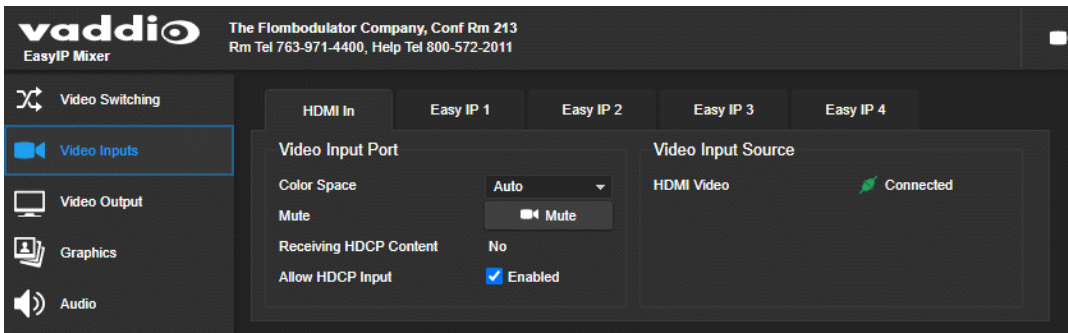 vaddio
EasyIP Mixer
The Flombodulator Company, Conf Rm 213
Rm Tel 763-971-4400, Help Tel 800-572-2011
Video Switching
Video Inputs
Video Output
Graphics
Audio
HDMI In Easy IP 1 Easy IP 2 Easy IP 3 Easy IP 4
Video Input Port
Color Space Auto
Mute Mute
Receiving HDCP Content No
Allow HDCP Input Enabled
Video Input Source
HDMI Video Connected